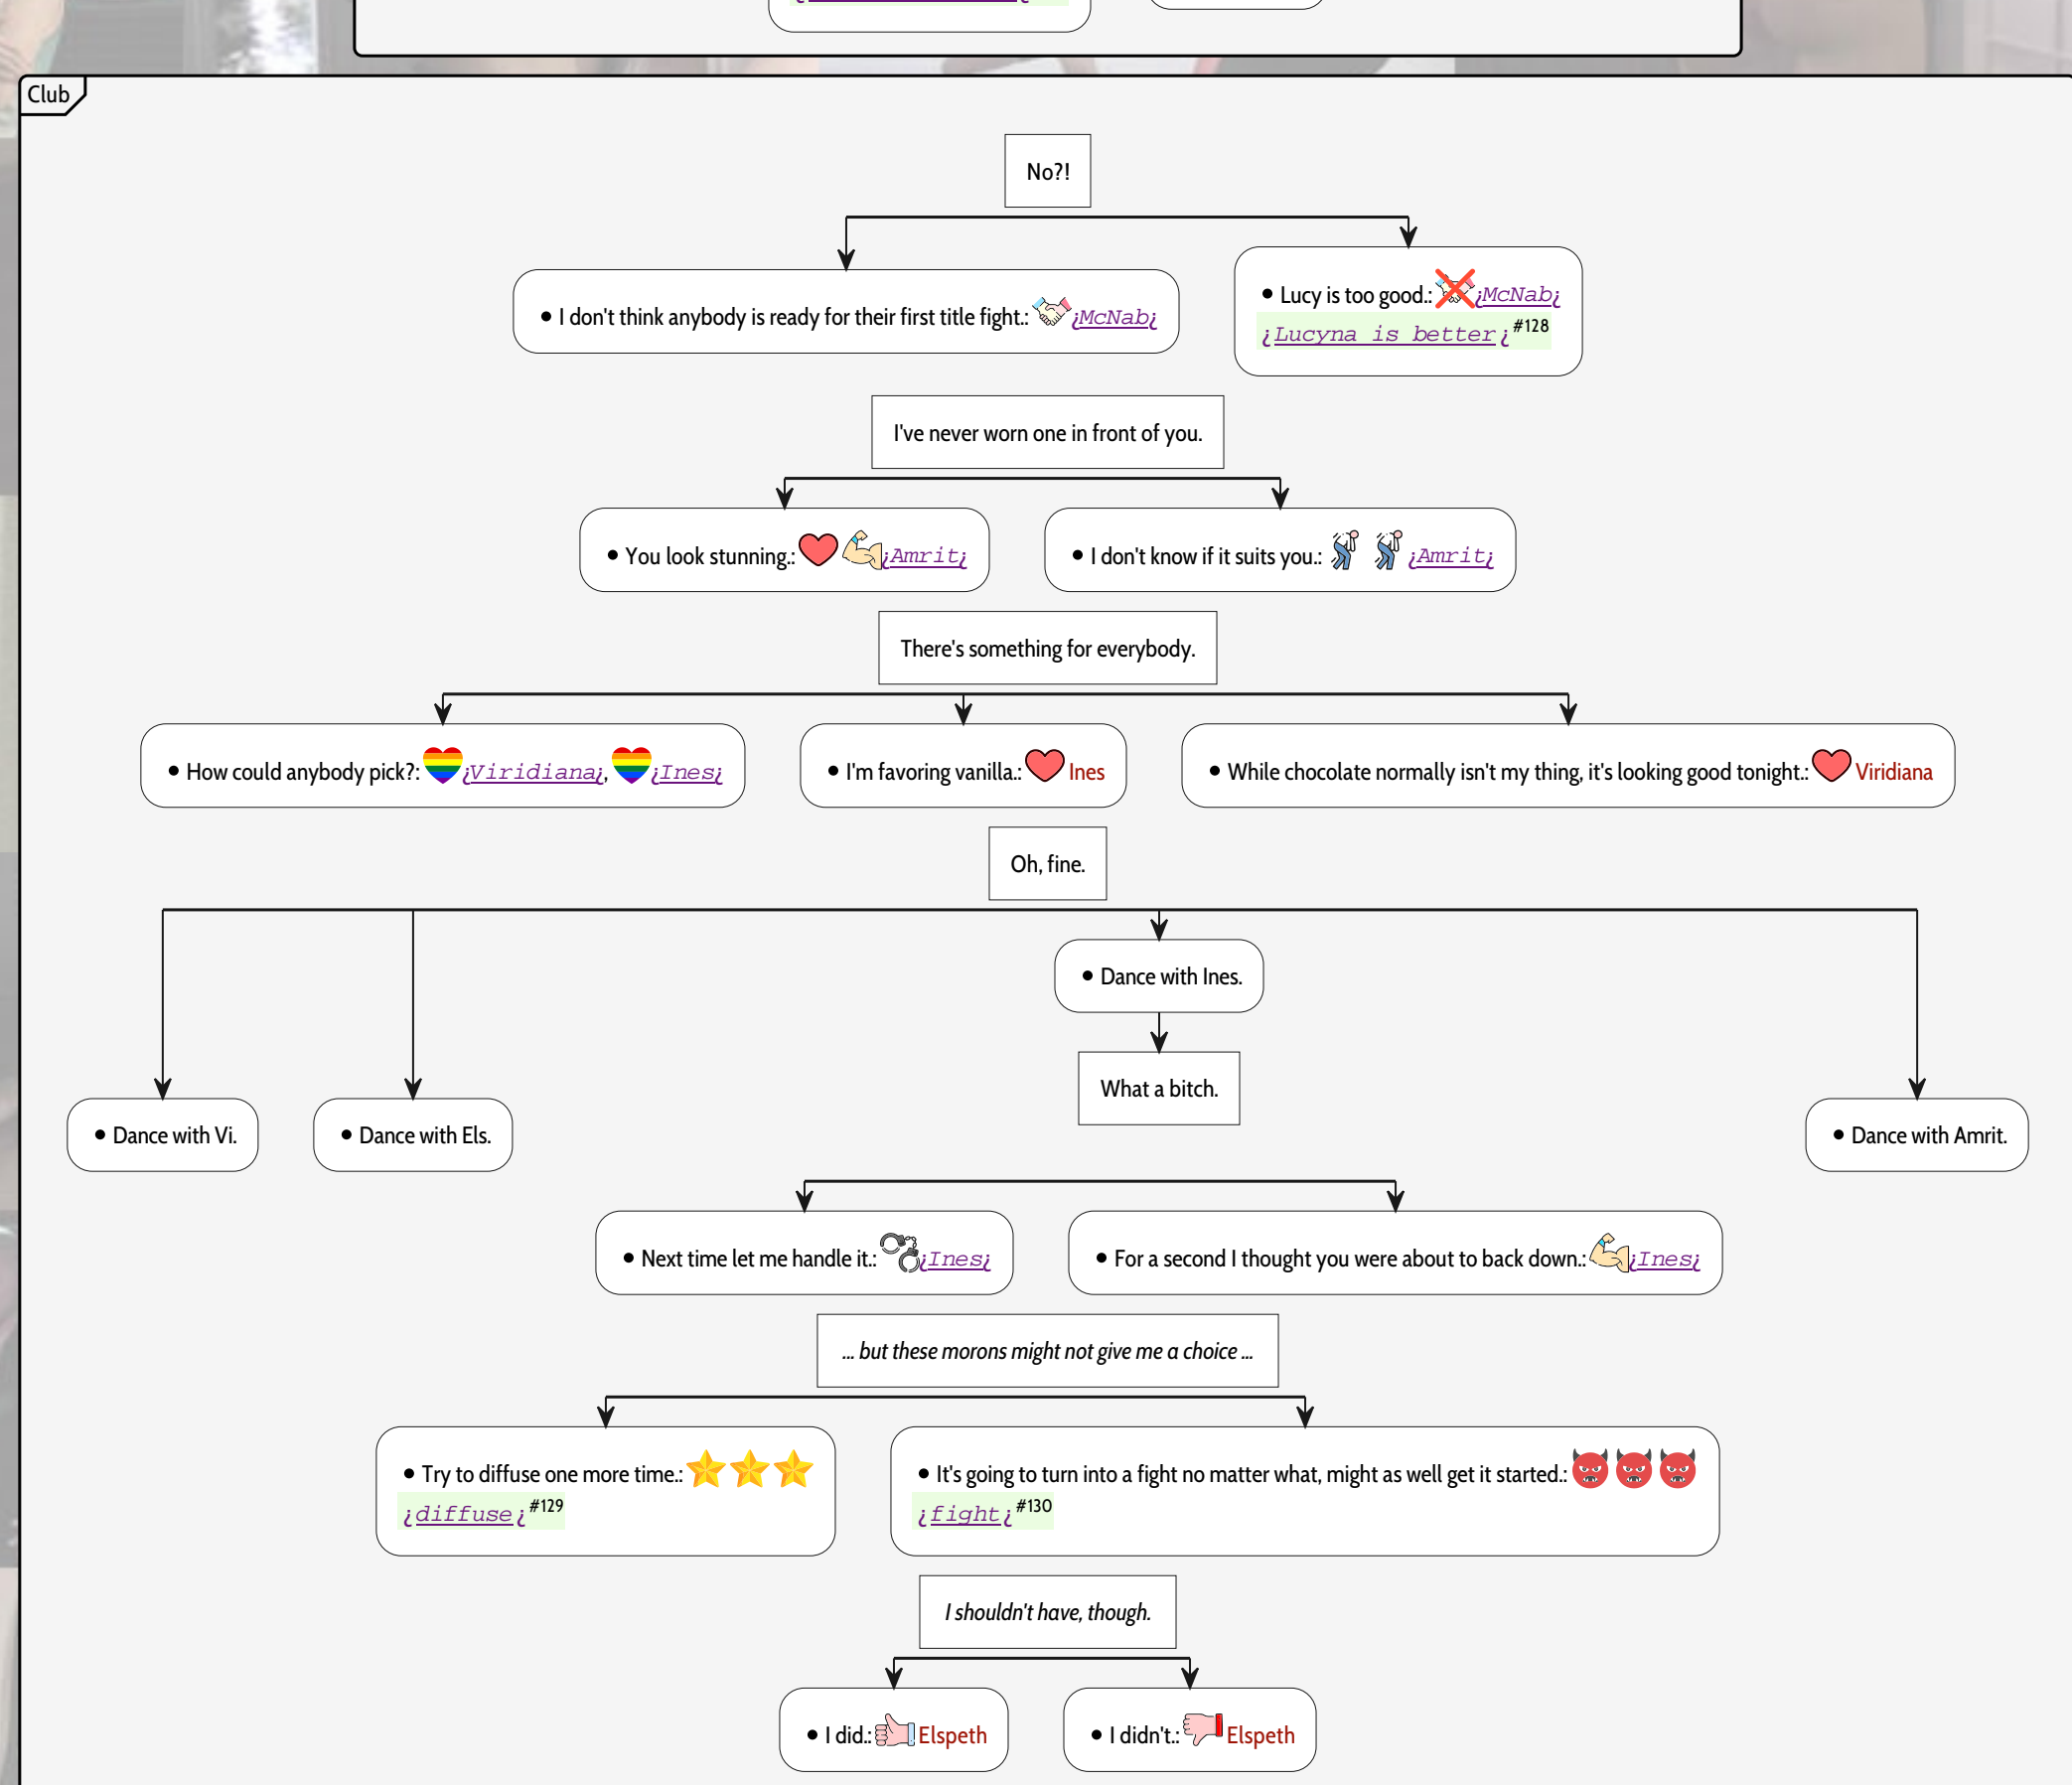 Club
No?!
• I don't think anybody is ready for their first title fight.: ¿McNab¿
• Lucy is too good.: ¿McNab¿
¿Lucyna is better¿ #128
I've never worn one in front of you.
• You look stunning.: ¿Amrit¿
• I don't know if it suits you.: ¿Amrit¿
There's something for everybody.
• How could anybody pick?: ¿Viridiana¿, ¿Ines¿
• I'm favoring vanilla.: Ines
• While chocolate normally isn't my thing, it's looking good tonight.: Viridiana
Oh, fine.
• Dance with Ines.
What a bitch.
• Dance with Vi.
• Dance with Els.
• Dance with Amrit.
• Next time let me handle it.: ¿Ines¿
• For a second I thought you were about to back down.: ¿Ines¿
... but these morons might not give me a choice ...
• Try to diffuse one more time.:
¿diffuse¿ #129
• It's going to turn into a fight no matter what, might as well get it started.:
¿fight¿ #130
I shouldn't have, though.
• I did.: Elspeth
• I didn't.: Elspeth